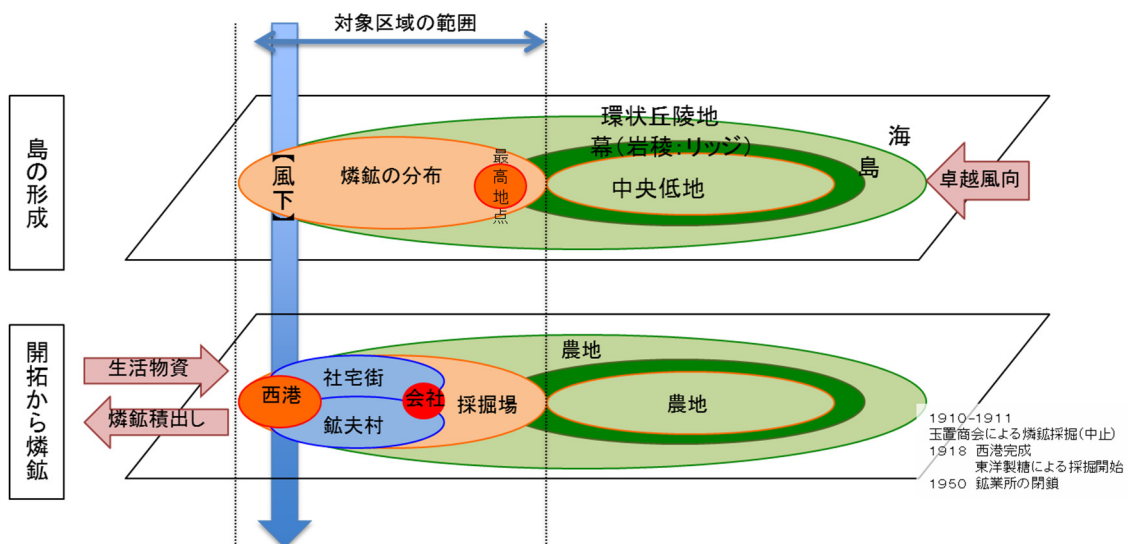 対象区域の範囲
島の形成
【風下】
燐鉱の分布
最高地点
環状丘陵地
幕(岩稜:リッジ)
中央低地
島
海
卓越風向
開拓から燐鉱
生活物資
燐鉱積出し
西港
社宅街
鉱夫村
会社
採掘場
農地
農地
1910-1911
玉置商会による燐鉱採掘(中止)
1918 西港完成
東洋製糖による採掘開始
1950 鉱業所の閉鎖